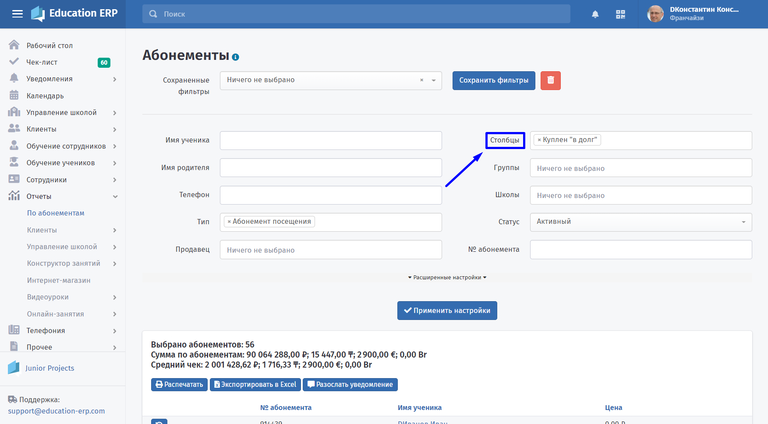 Education ERP
Поиск
DКонстантин Конс...
Франчайзи
Рабочий стол
Чек-лист 60
Уведомления
Календарь
Управление школой
Клиенты
Обучение сотрудников
Обучение учеников
Сотрудники
Отчеты
По абонементам
Клиенты
Управление школой
Конструктор занятий
Интернет-магазин
Видеоуроки
Онлайн-занятия
Телефония
Прочее
Junior Projects
Поддержка:
support@education-erp.com
Абонементы
Сохраненные
фильтры
Ничего не выбрано ×
Сохранить фильтры
Имя ученика
Столбцы × Куплен "в долг"
Имя родителя
Группы Ничего не выбрано
Телефон
Школы Ничего не выбрано
Тип × Абонемент посещения
Статус Активный
Продавец Ничего не выбрано
№ абонемента
Расширенные настройки
Применить настройки
Выбрано абонементов: 56
Сумма по абонементам: 90 064 288,00 ₽; 15 447,00 ₸; 2 900,00 €; 0,00 Br
Средний чек: 2 001 428,62 ₽; 1 716,33 ₸; 2 900,00 €; 0,00 Br
Распечатать Экспортировать в Excel Разослать уведомление
№ абонемента Имя ученика Цена